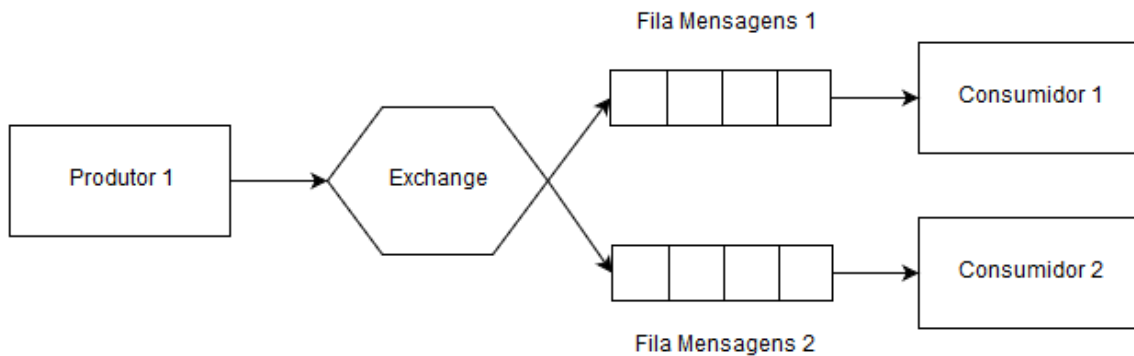 Fila Mensagens 1
Consumidor 1
Produtor 1
Exchange
Consumidor 2
Fila Mensagens 2